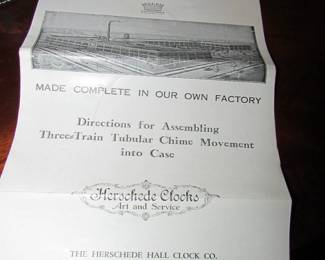 MADE COMPLETE IN OUR OWN FACTORY
Directions for Assembling
Three-Train Tubular Chime Movement
into Case
Herschede Clocks
Art and Service
THE HERSCHEDE HALL CLOCK CO.